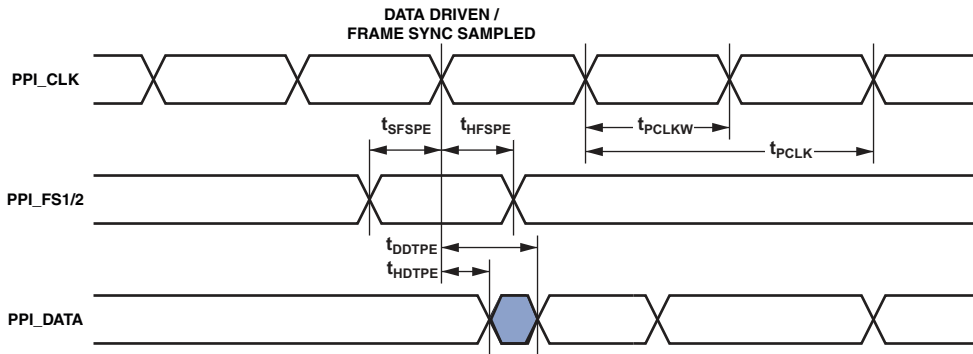 DATA DRIVEN /
FRAME SYNC SAMPLED
PPI_CLK
tSFSPE
tHFSPE
tPCLKW
tPCLK
PPI_FS1/2
tDDTPE
tHDTPE
PPI_DATA